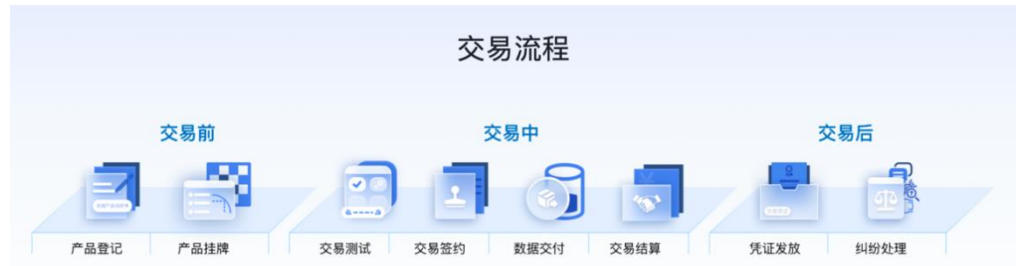 交易流程
交易前
交易中
交易后
产品登记
产品挂牌
交易测试
交易签约
数据交付
交易结算
凭证发放
纠纷处理